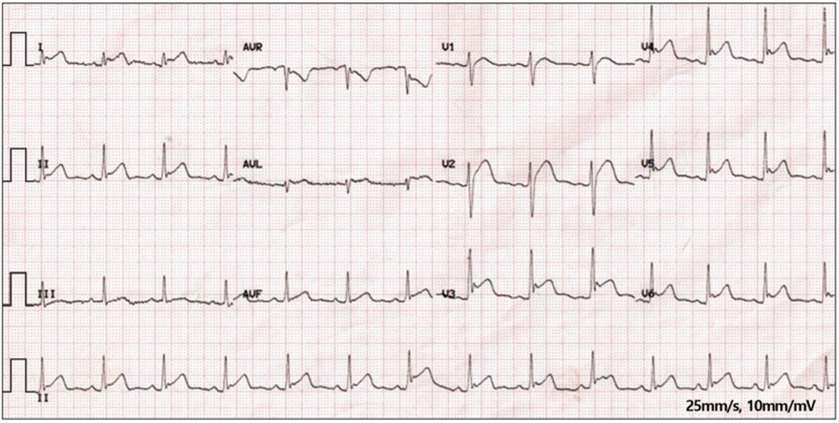 I AUR U1 U4
II AUL U2 U5
III AUF U3 U6
II
25mm/s, 10mm/mV